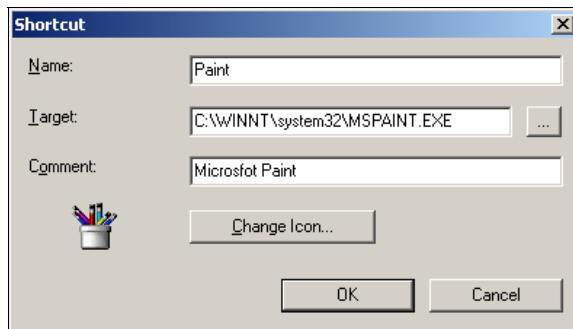 Shortcut
Name: Paint
Target: C:\WINNT\system32\MSPAINT.EXE ...
Comment: Microsfot Paint
Change Icon...
OK Cancel